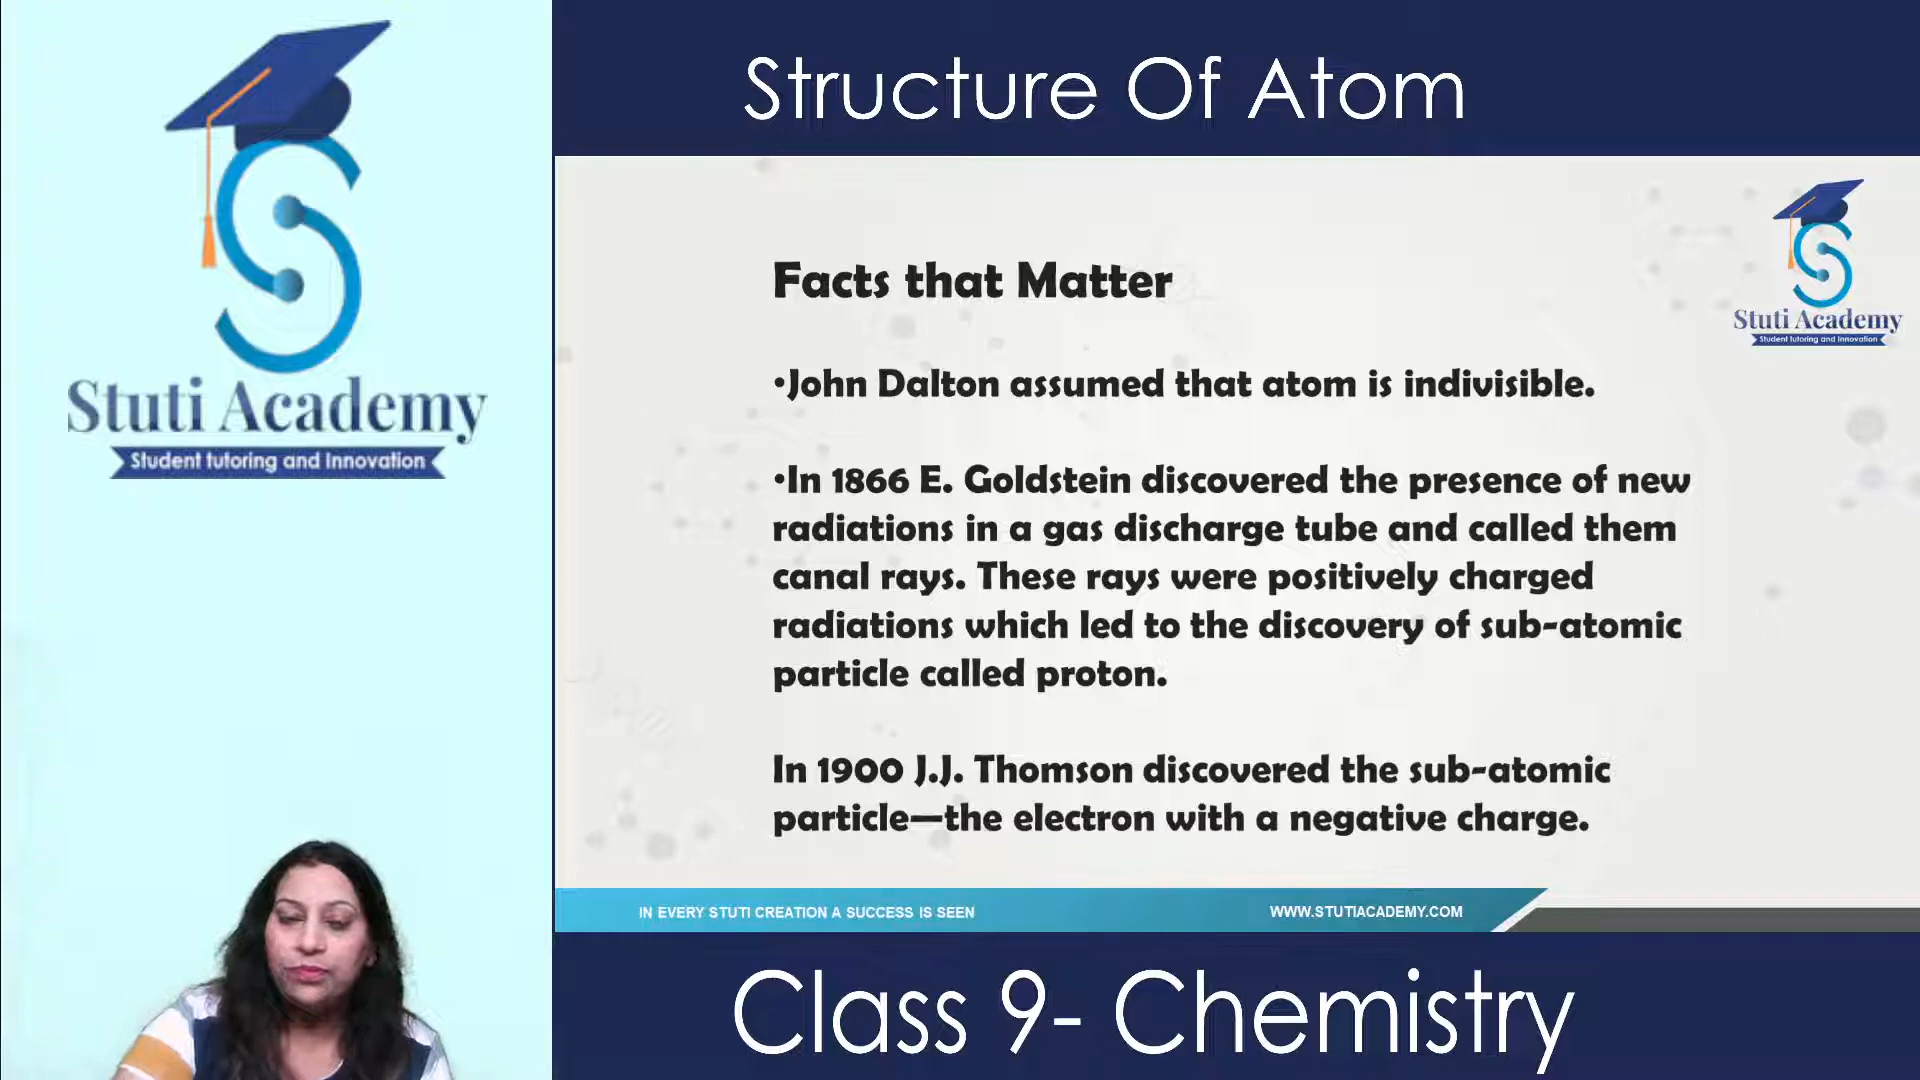 Stuti Academy
Student tutoring and Innovation
Structure Of Atom
Stuti Academy
Student tutoring and Innovation
Facts that Matter
•John Dalton assumed that atom is indivisible.
•In 1866 E. Goldstein discovered the presence of new
radiations in a gas discharge tube and called them
canal rays. These rays were positively charged
radiations which led to the discovery of sub-atomic
particle called proton.
In 1900 J.J. Thomson discovered the sub-atomic
particle—the electron with a negative charge.
IN EVERY STUTI CREATION A SUCCESS IS SEEN
WWW.STUTIACADEMY.COM
Class 9- Chemistry